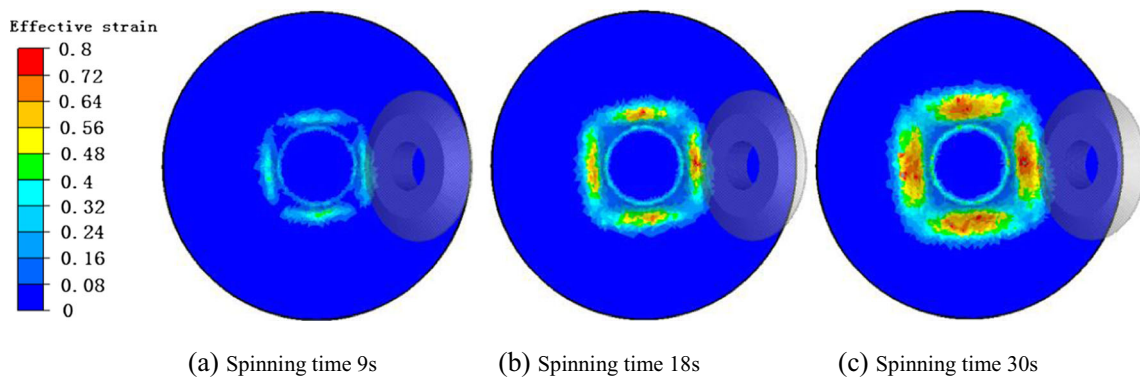 Effective strain
0.8
0.72
0.64
0.56
0.48
0.4
0.32
0.24
0.16
0.08
0
(a) Spinning time 9s
(b) Spinning time 18s
(c) Spinning time 30s